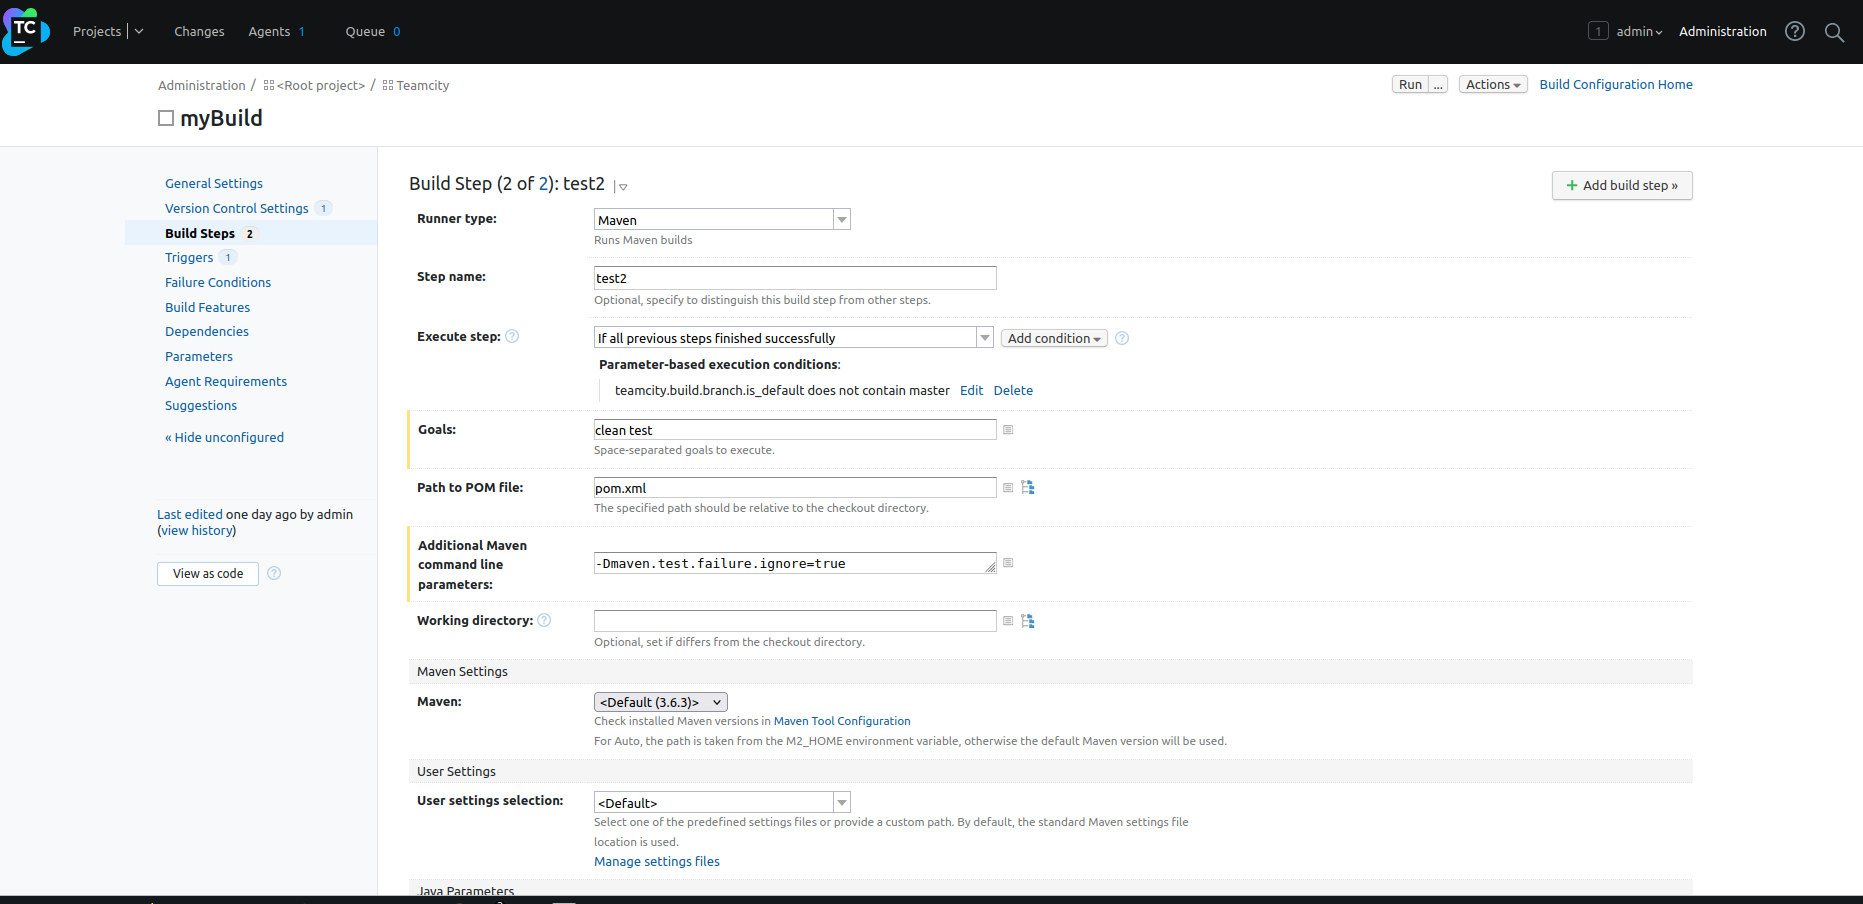 TC
Projects
Changes
Agents 1
Queue 0
1 admin
Administration
Administration / <Root project> / Teamcity
Run ... Actions Build Configuration Home
myBuild
General Settings
Version Control Settings 1
Build Steps 2
Triggers 1
Failure Conditions
Build Features
Dependencies
Parameters
Agent Requirements
Suggestions
« Hide unconfigured
Last edited one day ago by admin
(view history)
View as code
Build Step (2 of 2): test2
+ Add build step »
Runner type: Maven
Runs Maven builds
Step name: test2
Optional, specify to distinguish this build step from other steps.
Execute step: If all previous steps finished successfully Add condition
Parameter-based execution conditions:
teamcity.build.branch.is_default does not contain master Edit Delete
Goals: clean test
Space-separated goals to execute.
Path to POM file: pom.xml
The specified path should be relative to the checkout directory.
Additional Maven
command line
parameters:
-Dmaven.test.failure.ignore=true
Working directory:
Optional, set if differs from the checkout directory.
Maven Settings
Maven: <Default (3.6.3)>
Check installed Maven versions in Maven Tool Configuration
For Auto, the path is taken from the M2_HOME environment variable, otherwise the default Maven version will be used.
User Settings
User settings selection: <Default>
Select one of the predefined settings files or provide a custom path. By default, the standard Maven settings file
location is used.
Manage settings files
Java Parameters